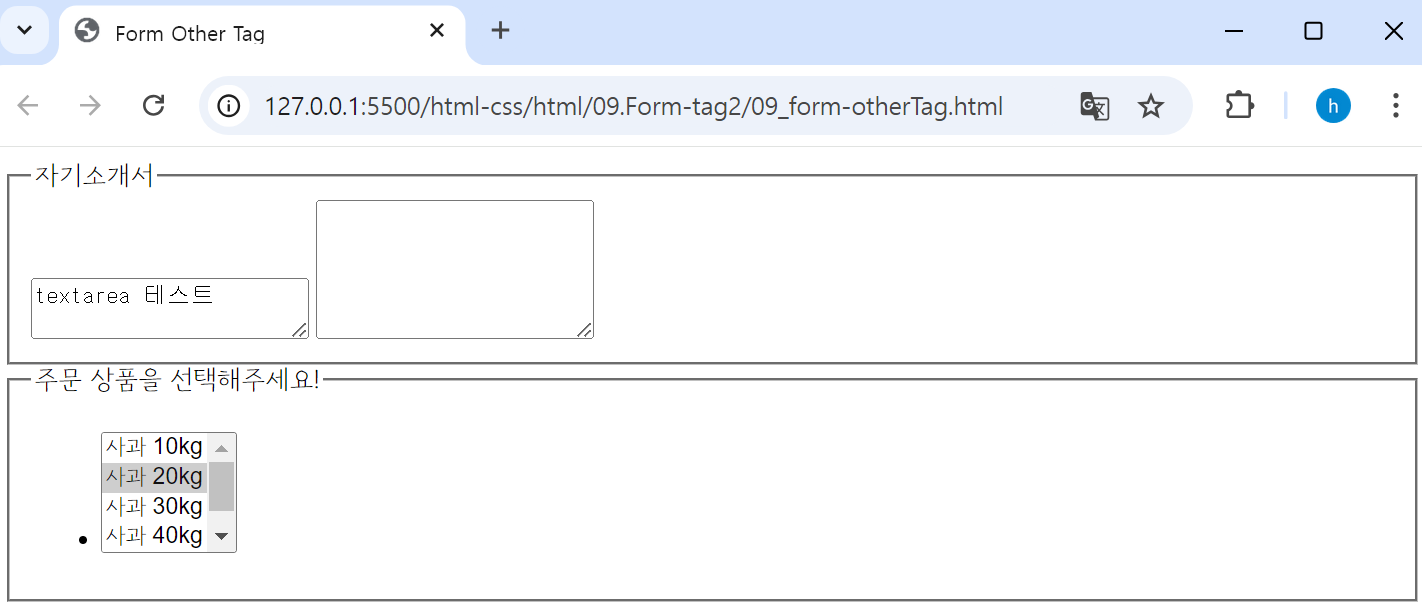 Form Other Tag
127.0.0.1:5500/html-css/html/09.Form-tag2/09_form-otherTag.html
h
자기소개서
textarea 테스트
주문 상품을 선택해주세요!
사과 10kg
사과 20kg
사과 30kg
사과 40kg